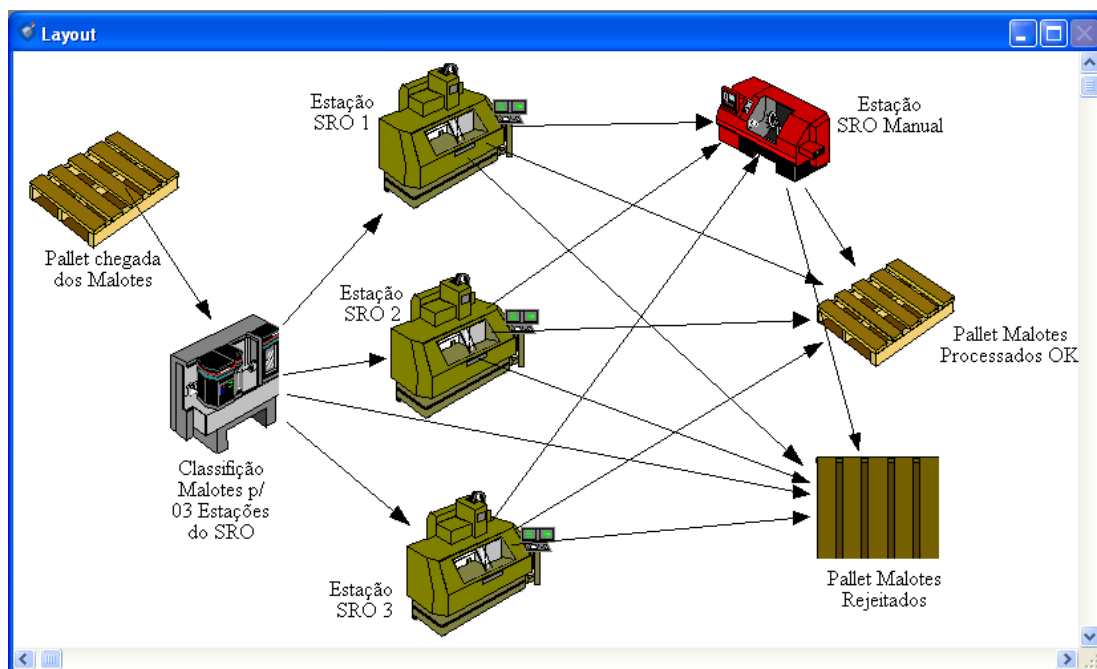 Layout
Estação
SRO 1
Estação
SRO Manual
Pallet chegada
dos Malotes
Estação
SRO 2
Pallet Malotes
Processados OK
Classifição
Malotes p/
03 Estações
do SRO
Estação
SRO 3
Pallet Malotes
Rejeitados